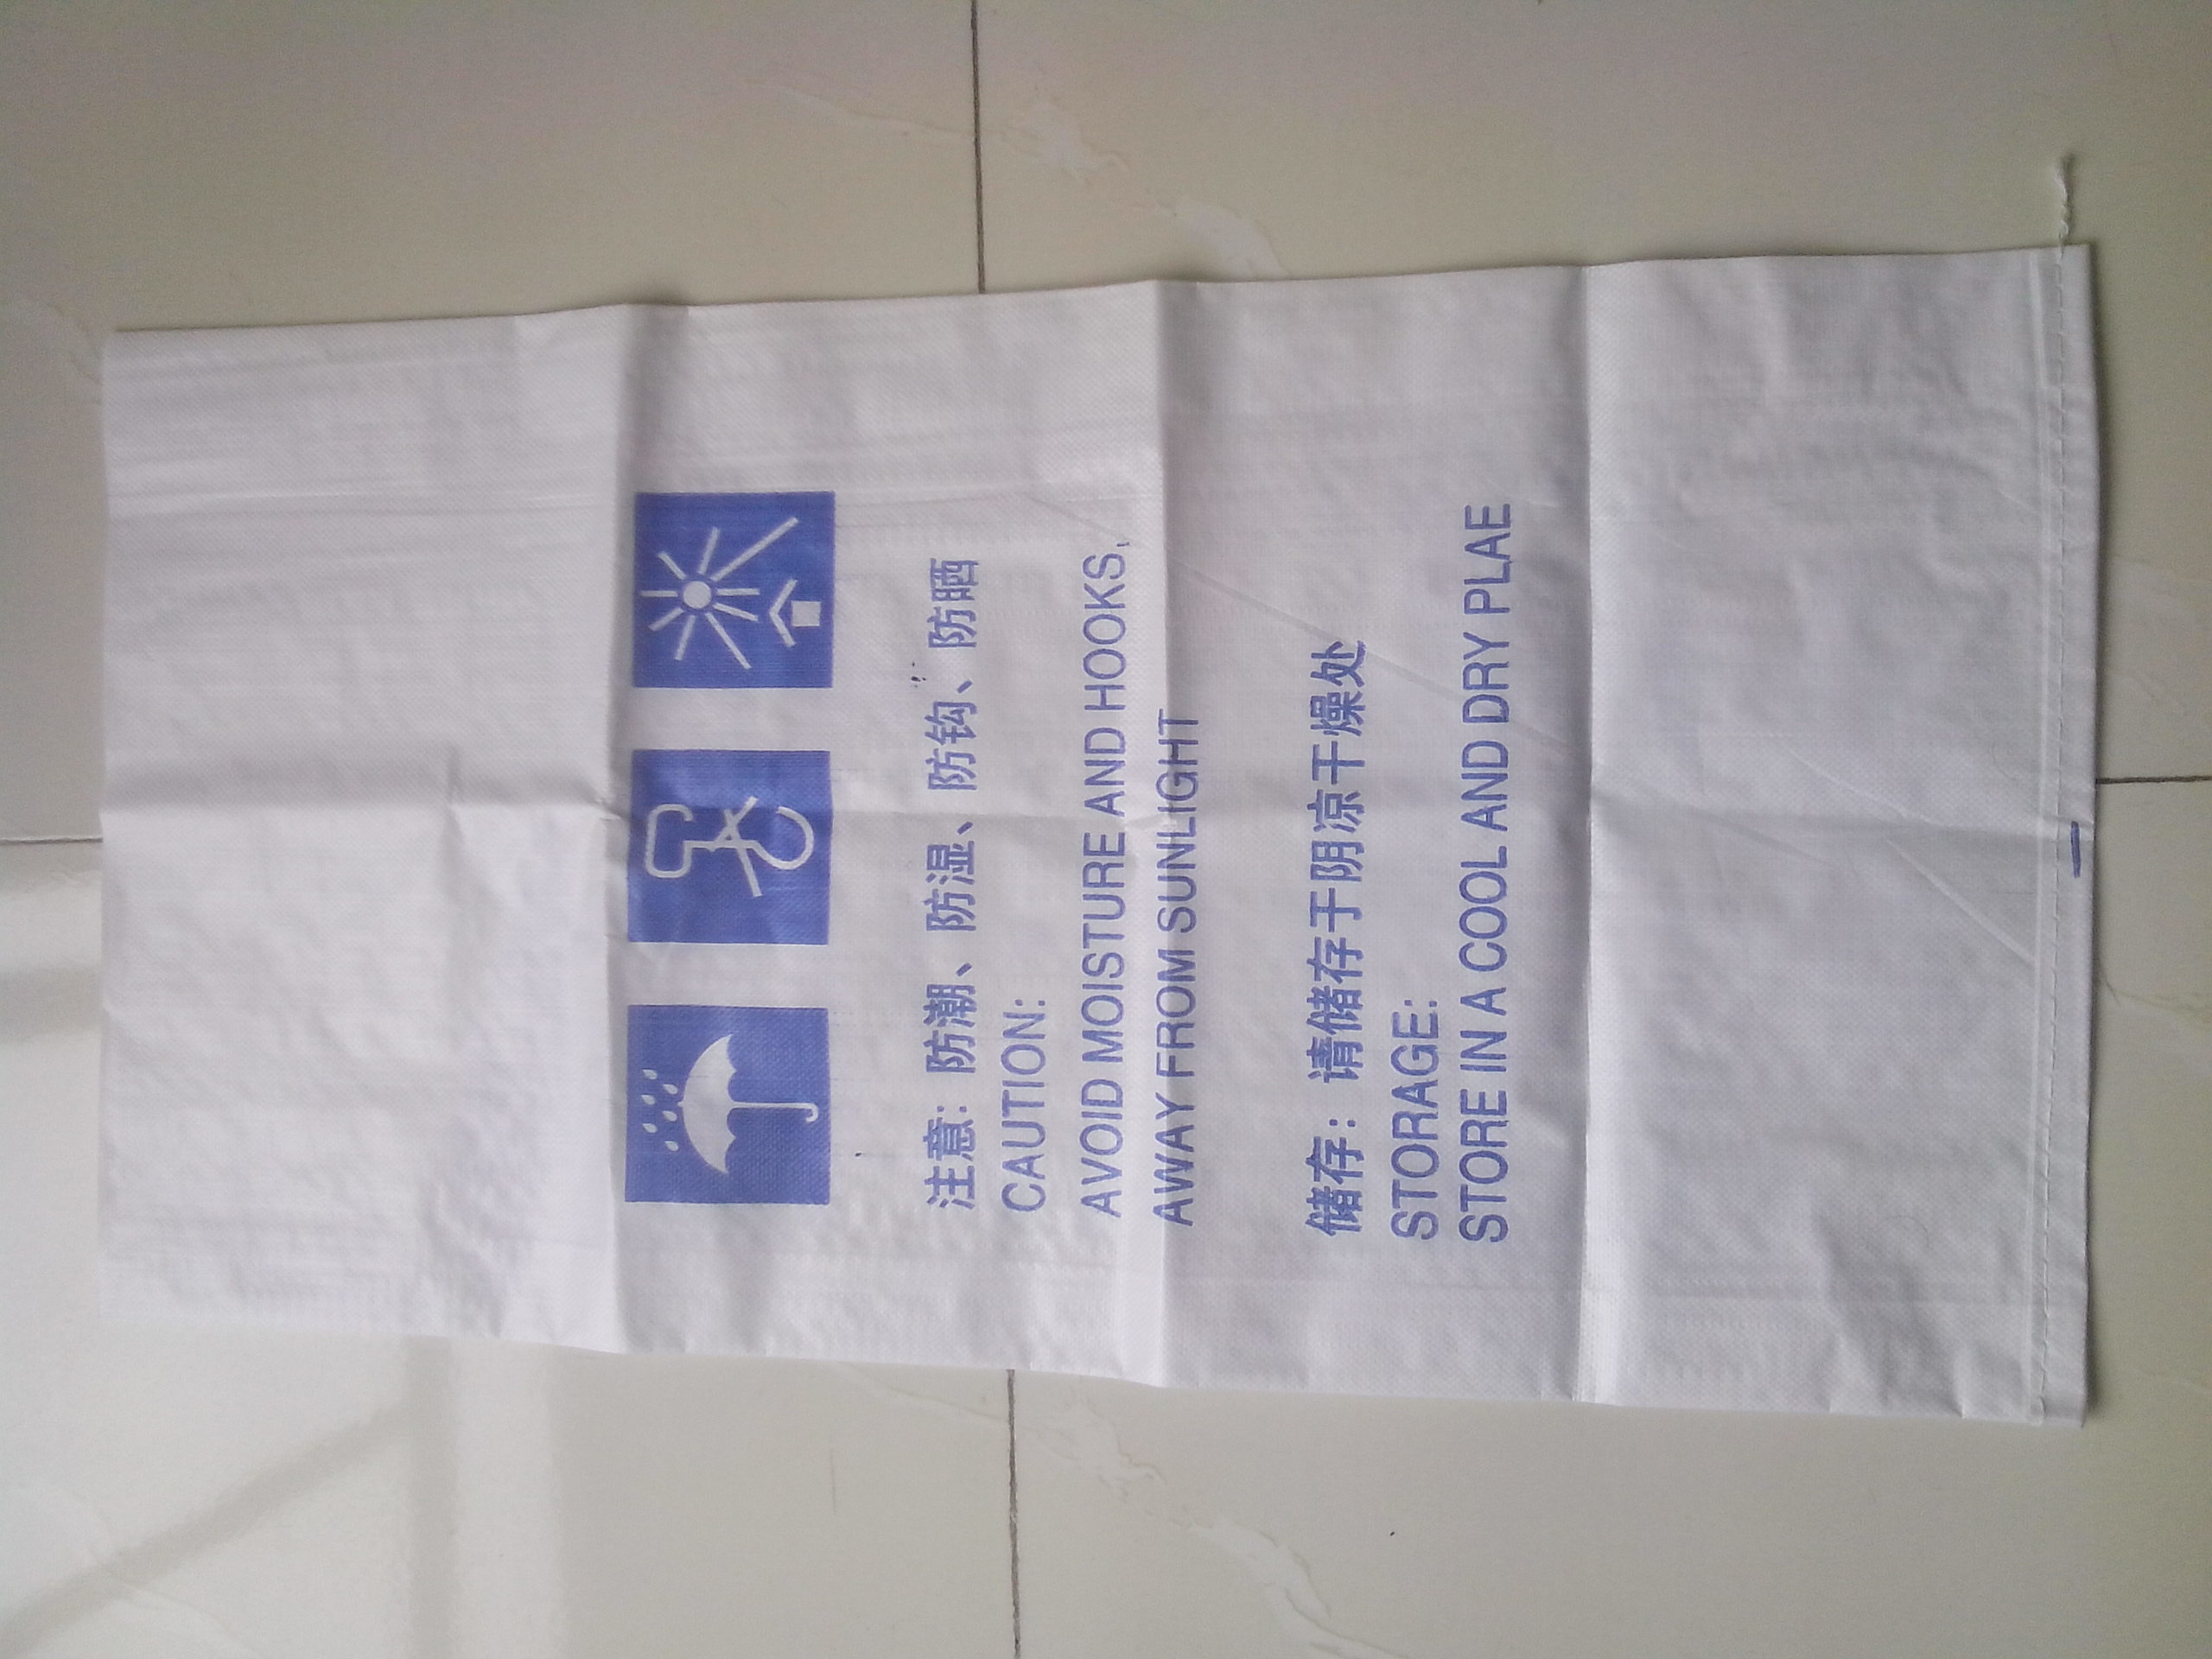 注意：防潮、防湿、防钩、防晒
CAUTION:
AVOID MOISTURE AND HOOKS,
AWAY FROM SUNLIGHT
储存：请储存于阴凉干燥处
STORAGE:
STORE IN A COOL AND DRY PLAE